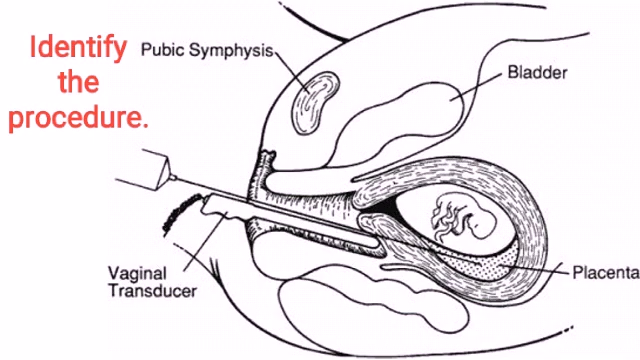 Identify
the
procedure.
Pubic Symphysis
Bladder
Vaginal
Transducer
Placenta